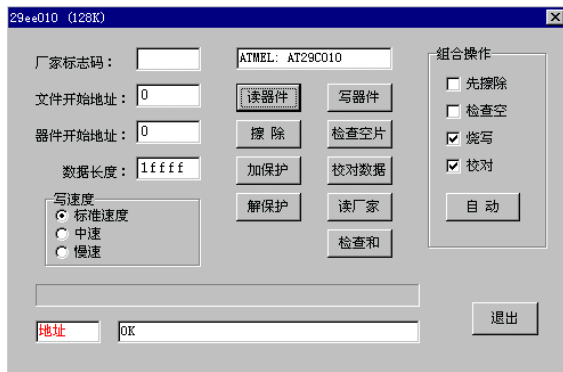 29ee010 (128K)
厂家标志码：
ATMEL: AT29C010
文件开始地址： 0
器件开始地址： 0
数据长度： 1ffff
写速度
标准速度
中速
慢速
读器件 写器件
擦 除 检查空片
加保护 校对数据
解保护 读厂家
检查和
组合操作
先擦除
检查空
烧写
校对
自 动
退出
地址 OK